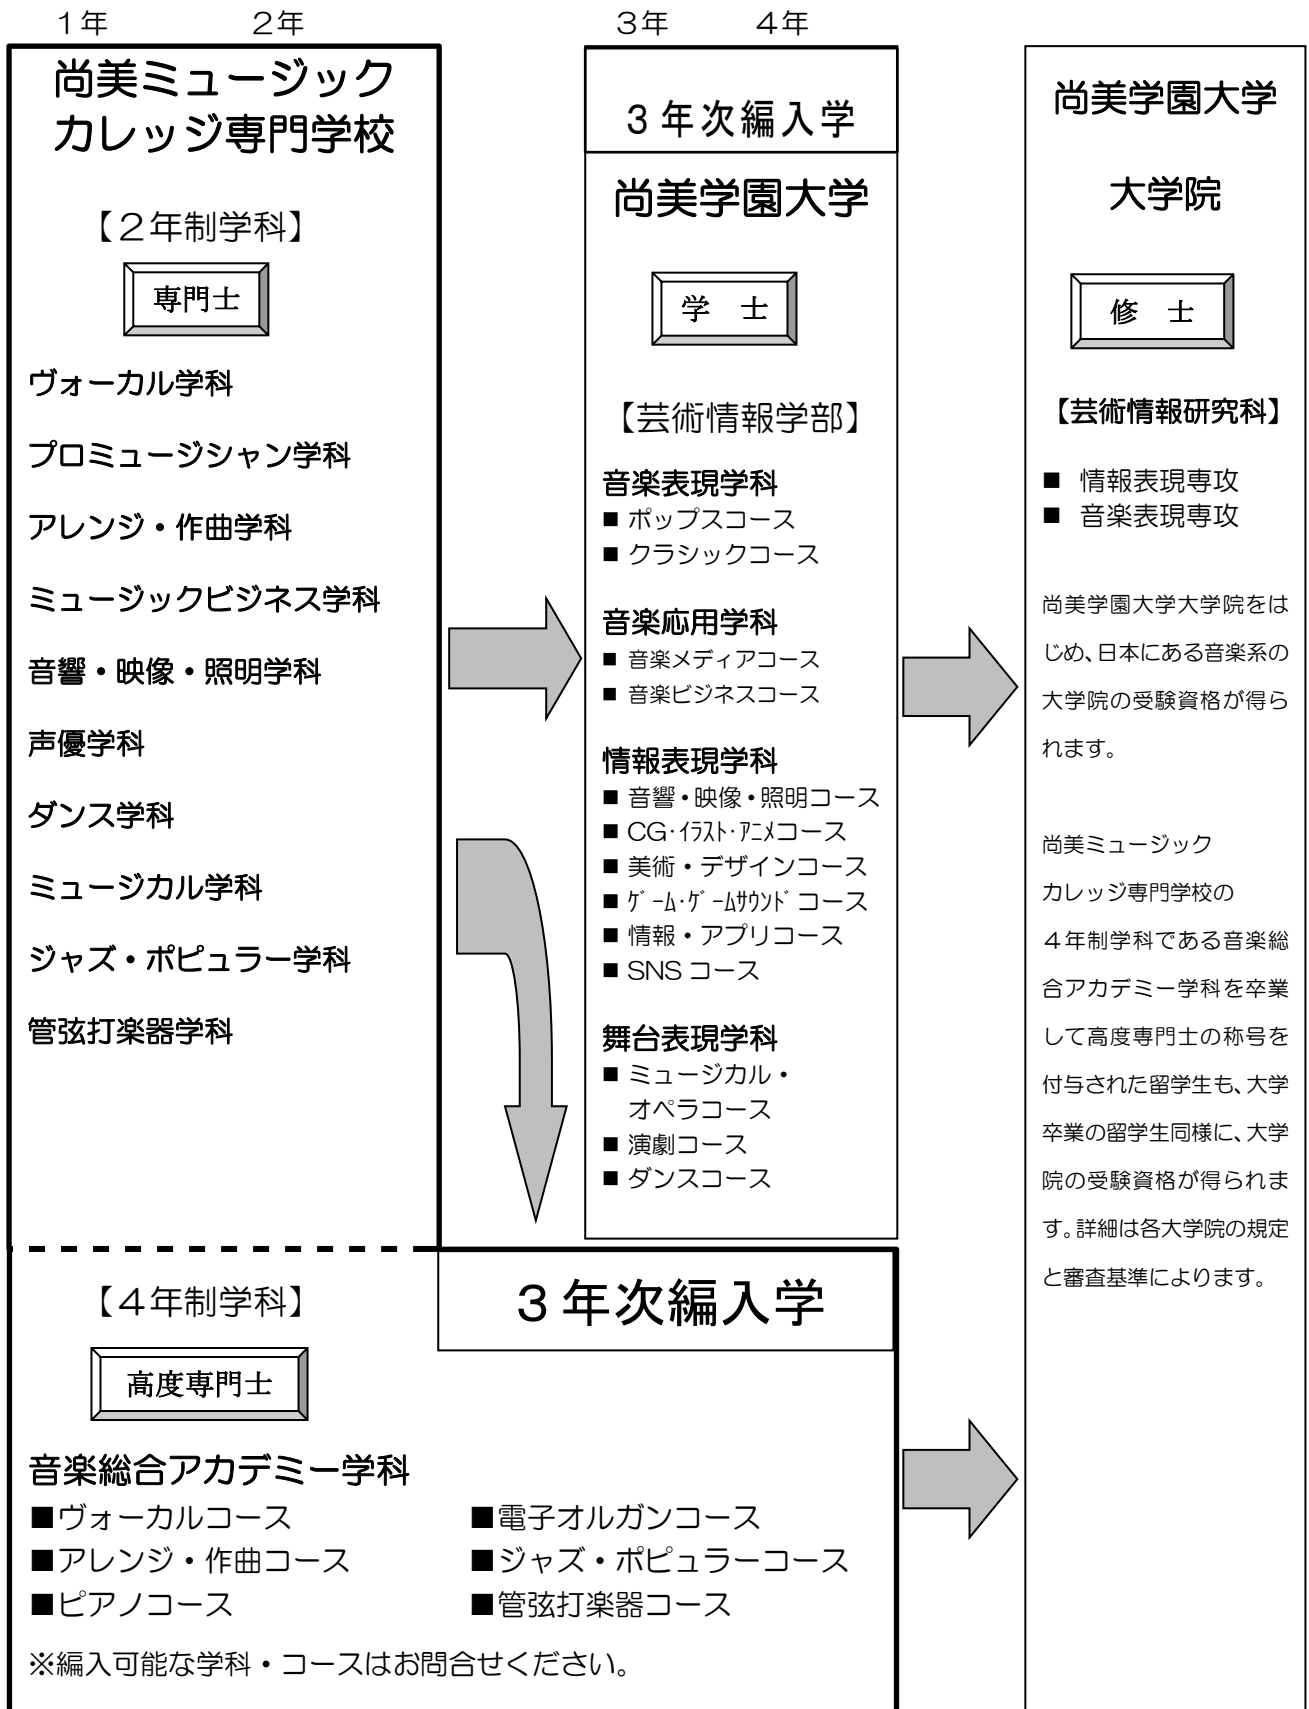 １年 ２年 ３年 ４年
尚美ミュージック
カレッジ専門学校
【２年制学科】
専門士
ヴォーカル学科
プロミュージシャン学科
アレンジ・作曲学科
ミュージックビジネス学科
音響・映像・照明学科
声優学科
ダンス学科
ミュージカル学科
ジャズ・ポピュラー学科
管弦打楽器学科
３年次編入学
尚美学園大学
学　士
【芸術情報学部】
音楽表現学科
■ ポップスコース
■ クラシックコース
音楽応用学科
■ 音楽メディアコース
■ 音楽ビジネスコース
情報表現学科
■ 音響・映像・照明コース
■ CG･ｲﾗｽﾄ･ｱﾆﾒコース
■ 美術・デザインコース
■ ｹﾞｰﾑ･ｹﾞｰﾑｻｳﾝﾄﾞコース
■ 情報・アプリコース
■ SNS コース
舞台表現学科
■ ミュージカル・
オペラコース
■ 演劇コース
■ ダンスコース
尚美学園大学
大学院
修　士
【芸術情報研究科】
■ 情報表現専攻
■ 音楽表現専攻
尚美学園大学大学院をは
じめ、日本にある音楽系の
大学院の受験資格が得ら
れます。
尚美ミュージック
カレッジ専門学校の
４年制学科である音楽総
合アカデミー学科を卒業
して高度専門士の称号を
付与された留学生も、大学
卒業の留学生同様に、大学
院の受験資格が得られま
す。詳細は各大学院の規定
と審査基準によります。
【４年制学科】
３年次編入学
高度専門士
音楽総合アカデミー学科
■ヴォーカルコース ■電子オルガンコース
■アレンジ・作曲コース ■ジャズ・ポピュラーコース
■ピアノコース ■管弦打楽器コース
※編入可能な学科・コースはお問合せください。